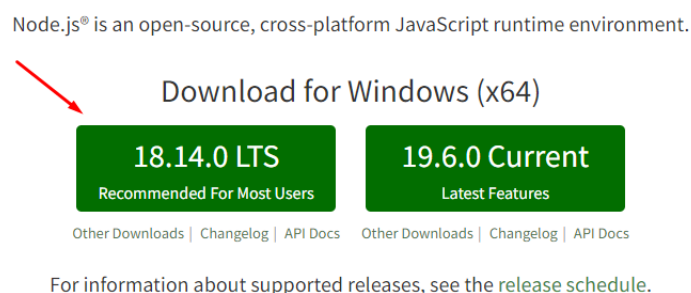 Node.js® is an open-source, cross-platform JavaScript runtime environment.
Download for Windows (x64)
18.14.0 LTS
Recommended For Most Users
19.6.0 Current
Latest Features
Other Downloads | Changelog | API Docs
Other Downloads | Changelog | API Docs
For information about supported releases, see the release schedule.